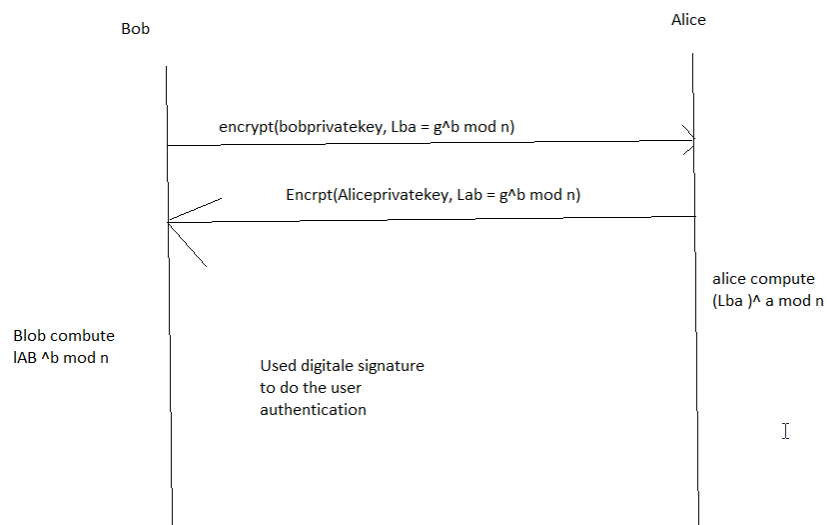 Bob
Alice
encrypt(bobprivatekey, Lba = g^b mod n)
Encrpt(Aliceprivatekey, Lab = g^b mod n)
alice compute
(Lba )^ a mod n
Blob combute
lAB ^b mod n
Used digitale signature
to do the user
authentication